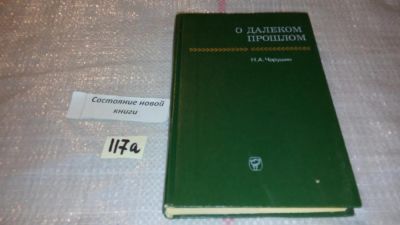 О ДАЛЕКОМ
ПРОШЛОМ
Н.А. Чарушин
Состояние новой
книги
117а